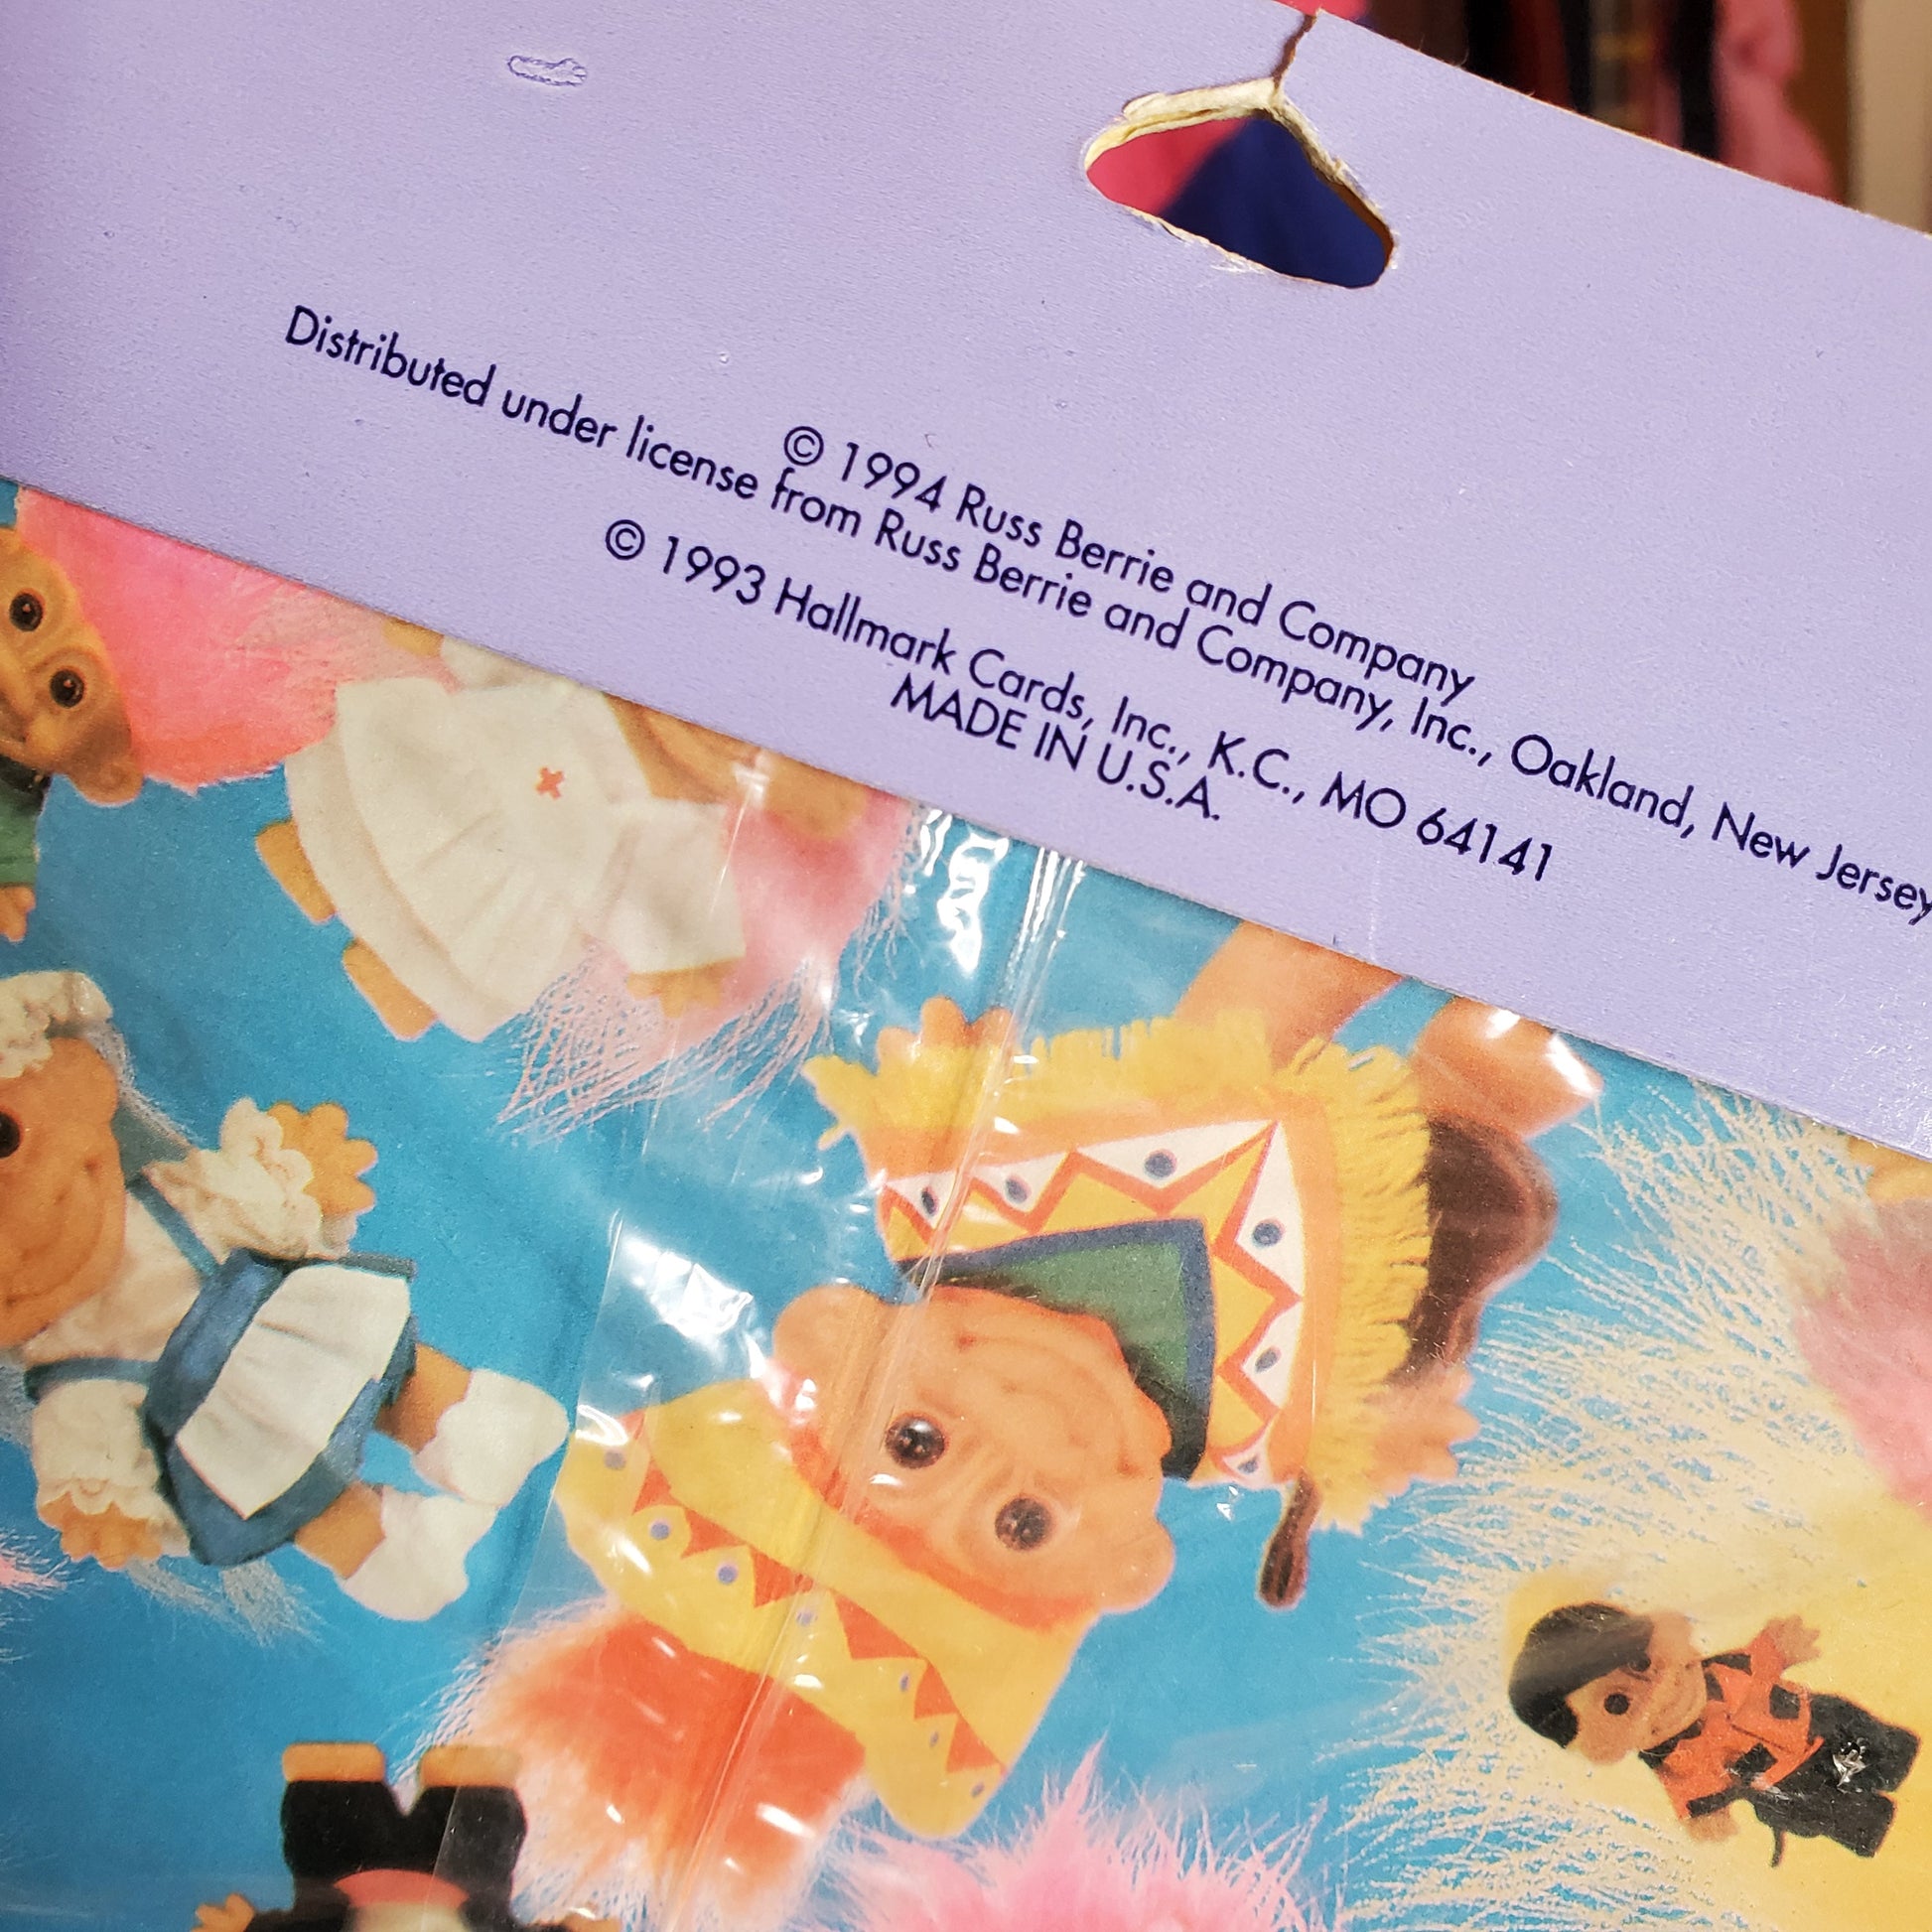 © 1994 Russ Berrie and Company
Distributed under license from Russ Berrie and Company, Inc., Oakland, New Jersey
© 1993 Hallmark Cards, Inc., K.C., MO 64141
MADE IN U.S.A.